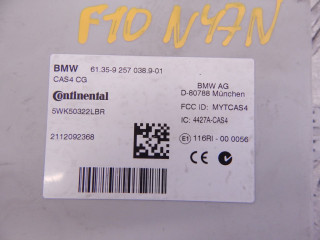 F10 N47N
BMW 61.35-9 257 038.9-01
CAS4 CG
Continental
5WK50322LBR
2112092368
BMW AG
D-80788 München
FCC ID: MYTCAS4
IC: 4427A-CAS4
E1 116RI - 00 0056